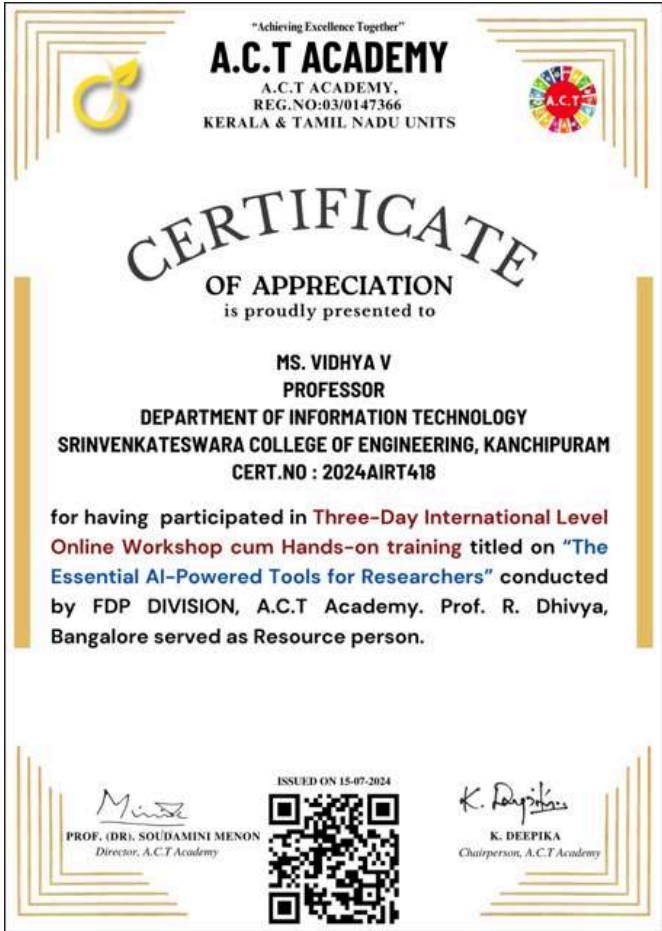 "Achieving Excellence Together"
A.C.T ACADEMY
A.C.T ACADEMY,
REG.NO:03/0147366
KERALA & TAMIL NADU UNITS
A.C.T
CERTIFICATE
OF APPRECIATION
is proudly presented to
MS. VIDHYA V
PROFESSOR
DEPARTMENT OF INFORMATION TECHNOLOGY
SRINVENKATESWARA COLLEGE OF ENGINEERING, KANCHIPURAM
CERT.NO : 2024AIRT418
for having participated in Three-Day International Level
Online Workshop cum Hands-on training titled on “The
Essential AI-Powered Tools for Researchers” conducted
by FDP DIVISION, A.C.T Academy. Prof. R. Dhivya,
Bangalore served as Resource person.
ISSUED ON 15-07-2024
K. Deepika
PROF. (DR). SOUDAMINI MENON
Director, A.C.T Academy
K. DEEPIKA
Chairperson, A.C.T Academy